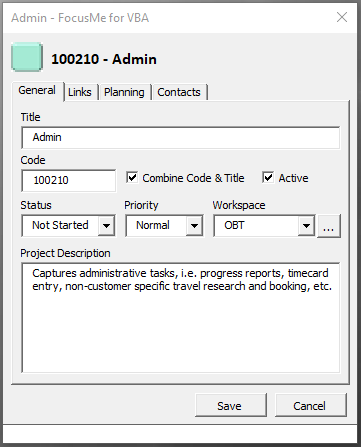 Admin - FocusMe for VBA
100210 - Admin
General Links Planning Contacts
Title
Admin
Code
100210 Combine Code & Title Active
Status Priority Workspace
Not Started Normal OBT ...
Project Description
Captures administrative tasks, i.e. progress reports, timecard
entry, non-customer specific travel research and booking, etc.
Save Cancel